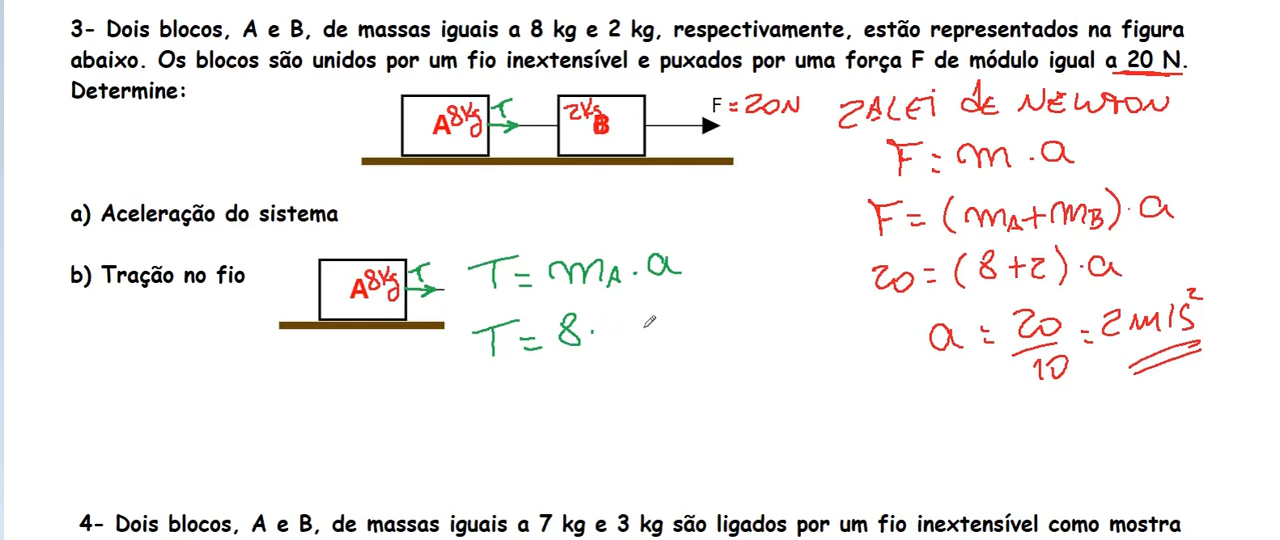 3- Dois blocos, A e B, de massas iguais a 8 kg e 2 kg, respectivamente, estão representados na figura
abaixo. Os blocos são unidos por um fio inextensível e puxados por uma força F de módulo igual a 20 N.
Determine:
A 8kg T 2kg B F = 20N
2ª LEI DE NEWTON
F = m . a
F = (mA + mB) . a
20 = (8+2) . a
a = 20/10 = 2 m/s²
a) Aceleração do sistema
b) Tração no fio
A 8kg T
T = mA . a
T = 8 .
4- Dois blocos, A e B, de massas iguais a 7 kg e 3 kg são ligados por um fio inextensível como mostra